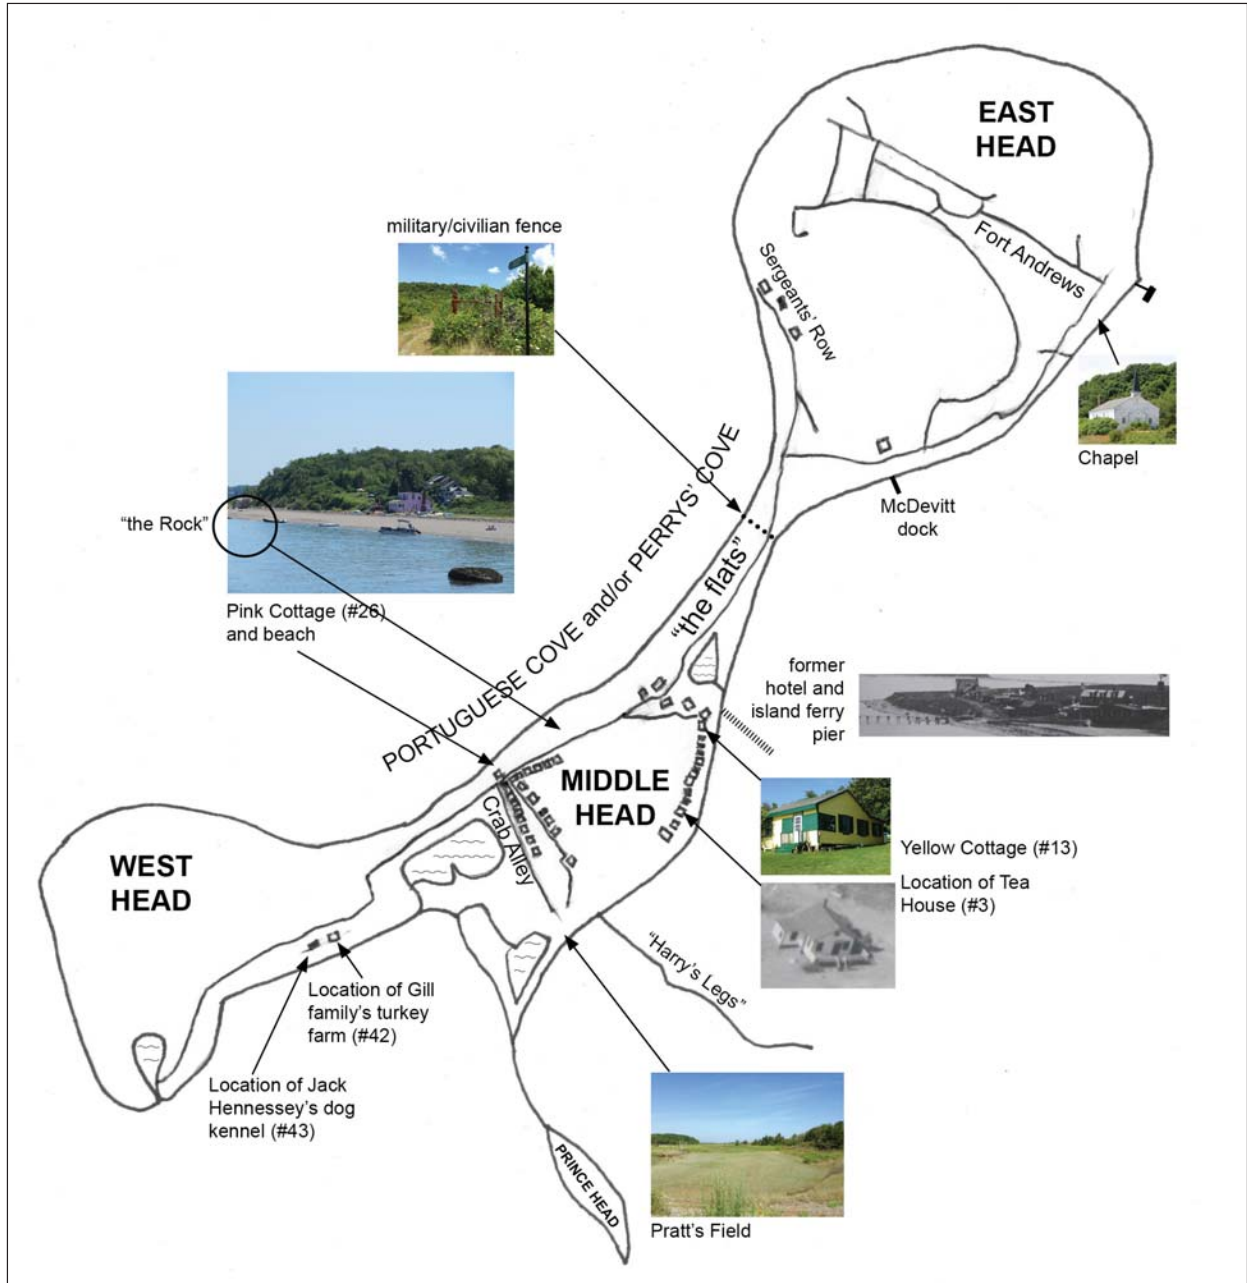 EAST
HEAD
military/civilian fence
Fort Andrews
Sergeants' Row
Chapel
"the Rock"
McDevitt
dock
PORTUGUESE COVE and/or PERRYS' COVE
"the flats"
Pink Cottage (#26)
and beach
former
hotel and
island ferry
pier
MIDDLE
HEAD
Crab Alley
Yellow Cottage (#13)
WEST
HEAD
Location of Tea
House (#3)
"Harry's Legs"
Location of Gill
family's turkey
farm (#42)
Location of Jack
Hennessey's dog
kennel (#43)
PRINCE HEAD
Pratt's Field